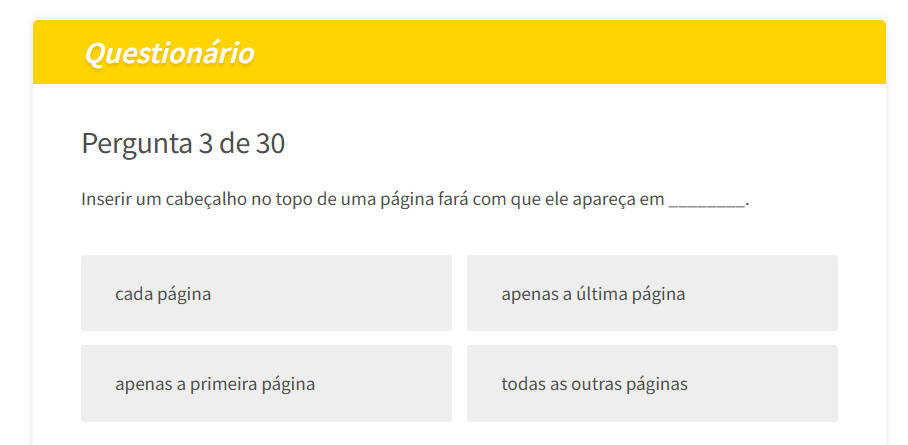 Questionário
Pergunta 3 de 30
Inserir um cabeçalho no topo de uma página fará com que ele apareça em ________.
cada página
apenas a última página
apenas a primeira página
todas as outras páginas